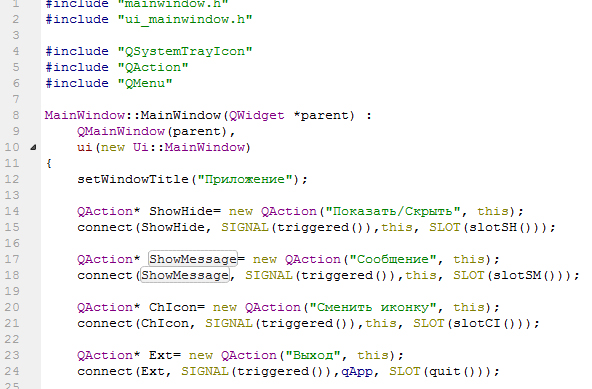 1 #include "mainwindow.h"
2 #include "ui_mainwindow.h"
3
4 #include "QSystemTrayIcon"
5 #include "QAction"
6 #include "QMenu"
7
8 MainWindow::MainWindow(QWidget *parent) :
9 QMainWindow(parent),
10 ui(new Ui::MainWindow)
11 {
12 setWindowTitle("Приложение");
13
14 QAction* ShowHide= new QAction("Показать/Скрыть", this);
15 connect(ShowHide, SIGNAL(triggered()),this, SLOT(slotSH()));
16
17 QAction* ShowMessage= new QAction("Сообщение", this);
18 connect(ShowMessage, SIGNAL(triggered()),this, SLOT(slotSM()));
19
20 QAction* ChIcon= new QAction("Сменить иконку", this);
21 connect(ChIcon, SIGNAL(triggered()),this, SLOT(slotCI()));
22
23 QAction* Ext= new QAction("Выход", this);
24 connect(Ext, SIGNAL(triggered()),qApp, SLOT(quit()));